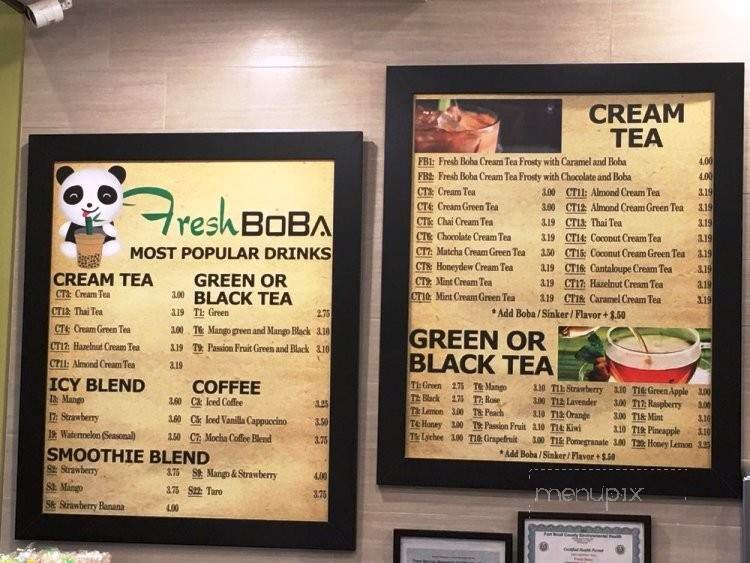 FreshBOBA
MOST POPULAR DRINKS
CREAM TEA
CT3: Cream Tea 3.00
CT13: Thai Tea 3.19
CT4: Cream Green Tea 3.00
CT17: Hazelnut Cream Tea 3.19
CT11: Almond Cream Tea 3.19
GREEN OR
BLACK TEA
T1: Green 2.75
T6: Mango green and Mango Black 3.10
T9: Passion Fruit Green and Black 3.10
ICY BLEND
I3: Mango 3.60
I7: Strawberry 3.60
I9: Watermelon (Seasonal) 3.50
COFFEE
C3: Iced Coffee 3.25
C5: Iced Vanilla Cappuccino 3.50
C7: Mocha Coffee Blend 3.75
SMOOTHIE BLEND
S2: Strawberry 3.75
S3: Mango 3.75
S6: Strawberry Banana 4.00
S9: Mango & Strawberry 4.00
S22: Taro 3.75
CREAM
TEA
FB1: Fresh Boba Cream Tea Frosty with Caramel and Boba 4.00
FB2: Fresh Boba Cream Tea Frosty with Chocolate and Boba 4.00
CT3: Cream Tea 3.00
CT4: Cream Green Tea 3.00
CT5: Chai Cream Tea 3.19
CT6: Chocolate Cream Tea 3.19
CT7: Matcha Cream Green Tea 3.50
CT8: Honeydew Cream Tea 3.19
CT9: Mint Cream Tea 3.19
CT10: Mint Cream Green Tea 3.19
CT11: Almond Cream Tea 3.19
CT12: Almond Cream Green Tea 3.19
CT13: Thai Tea 3.19
CT14: Coconut Cream Tea 3.19
CT15: Coconut Cream Green Tea 3.19
CT16: Cantaloupe Cream Tea 3.19
CT17: Hazelnut Cream Tea 3.19
CT18: Caramel Cream Tea 3.19
* Add Boba / Sinker / Flavor + $.50
GREEN OR
BLACK TEA
T1: Green 2.75
T2: Black 2.75
T3: Lemon 3.00
T4: Honey 3.00
T5: Lychee 3.00
T6: Mango 3.10
T7: Rose 3.00
T8: Peach 3.10
T9: Passion Fruit 3.10
T10: Grapefruit 3.00
T11: Strawberry 3.10
T12: Lavender 3.00
T13: Orange 3.00
T14: Kiwi 3.10
T15: Pomegranate 3.00
T16: Green Apple 3.00
T17: Raspberry 3.00
T18: Mint 3.10
T19: Pineapple 3.10
T20: Honey Lemon 3.25
* Add Boba / Sinker / Flavor + $.50
menupix
Fort Bend County Environmental Health
Certified Health Permit